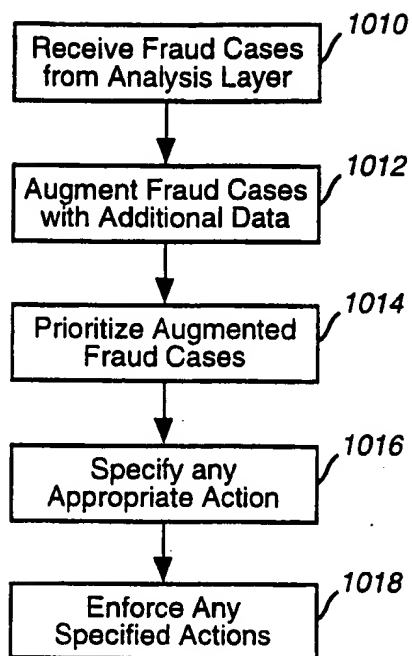 1010
Receive Fraud Cases
from Analysis Layer
1012
Augment Fraud Cases
with Additional Data
1014
Prioritize Augmented
Fraud Cases
1016
Specify any
Appropriate Action
1018
Enforce Any
Specified Actions